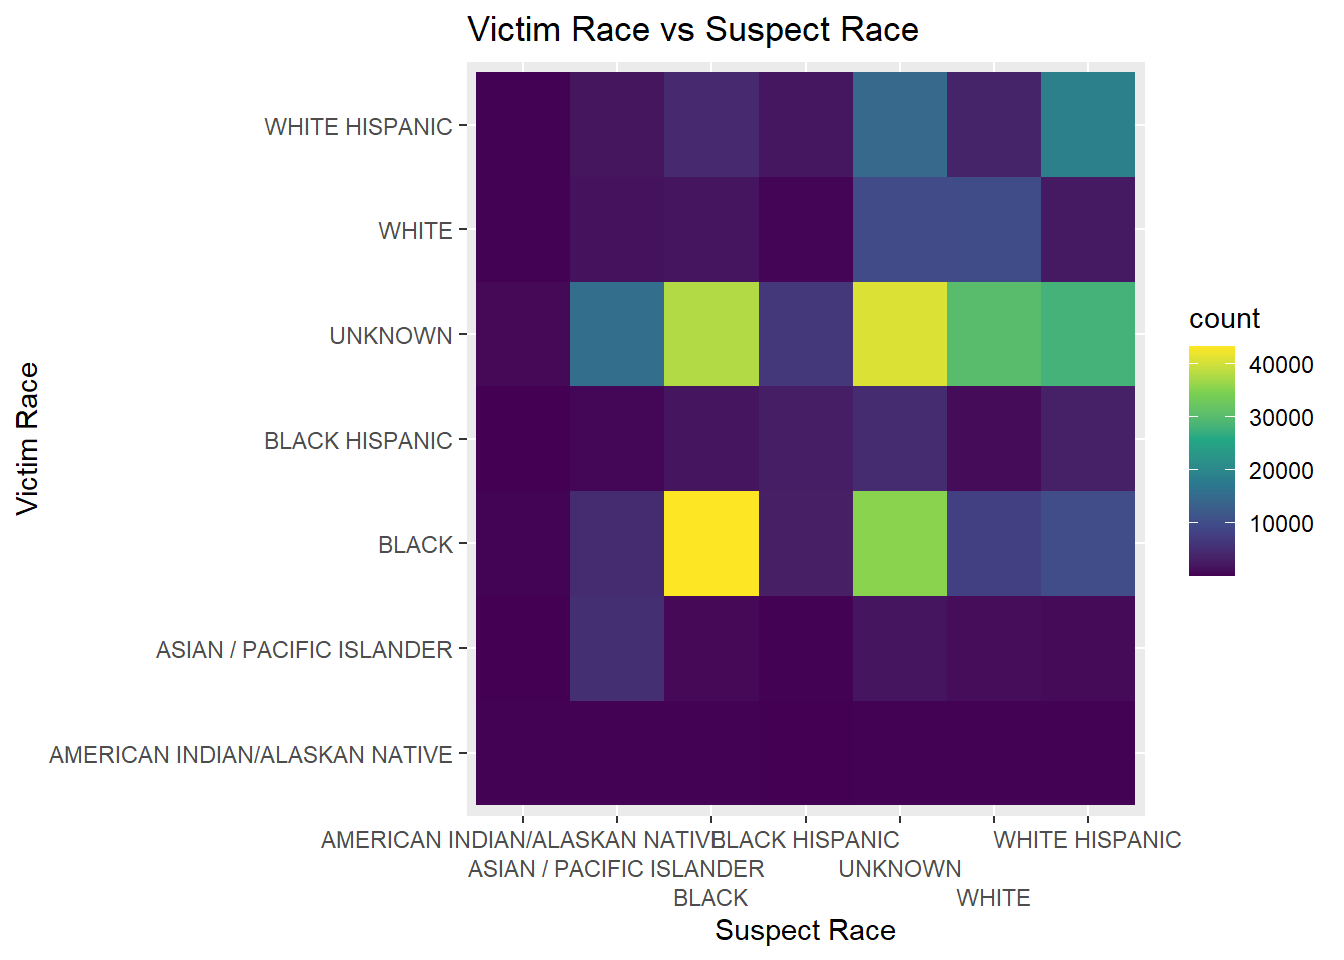 Victim Race vs Suspect Race
WHITE HISPANIC
WHITE
UNKNOWN
BLACK HISPANIC
BLACK
ASIAN / PACIFIC ISLANDER
AMERICAN INDIAN/ALASKAN NATIVE
Victim Race
count
40000
30000
20000
10000
AMERICAN INDIAN/ALASKAN NATIVE BLACK HISPANIC WHITE HISPANIC
ASIAN / PACIFIC ISLANDER UNKNOWN
BLACK WHITE
Suspect Race